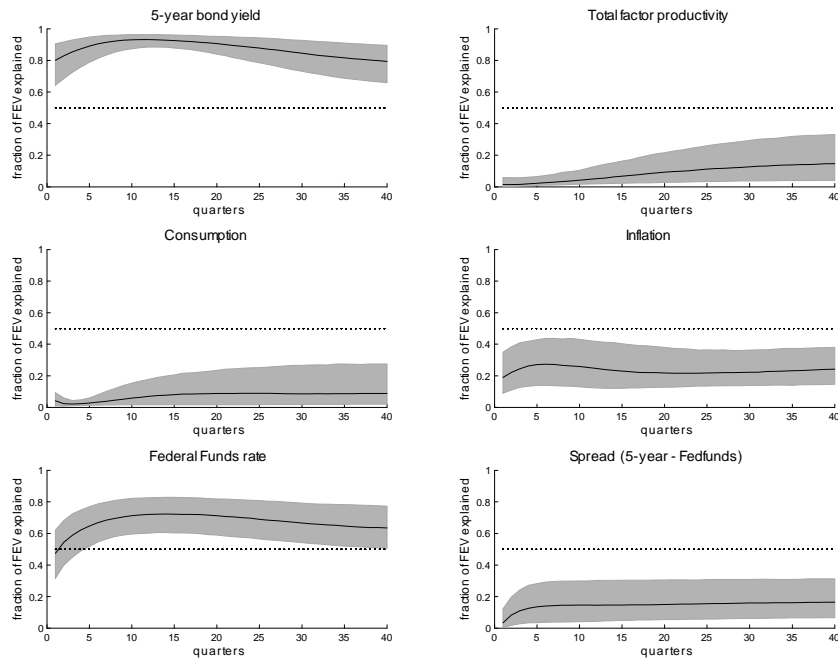 5-year bond yield
fraction of FEV explained
1
0.8
0.6
0.4
0.2
0
0 5 10 15 20 25 30 35 40
quarters
Total factor productivity
fraction of FEV explained
1
0.8
0.6
0.4
0.2
0
0 5 10 15 20 25 30 35 40
quarters
Consumption
fraction of FEV explained
1
0.8
0.6
0.4
0.2
0
0 5 10 15 20 25 30 35 40
quarters
Inflation
fraction of FEV explained
1
0.8
0.6
0.4
0.2
0
0 5 10 15 20 25 30 35 40
quarters
Federal Funds rate
fraction of FEV explained
1
0.8
0.6
0.4
0.2
0
0 5 10 15 20 25 30 35 40
quarters
Spread (5-year - Fedfunds)
fraction of FEV explained
1
0.8
0.6
0.4
0.2
0
0 5 10 15 20 25 30 35 40
quarters